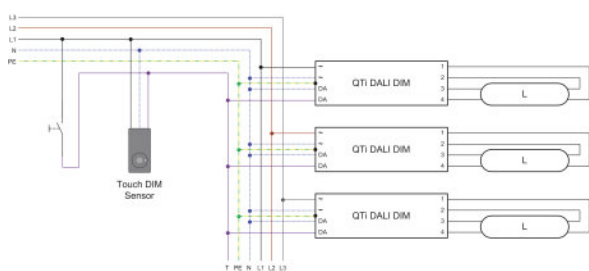 L3
L2
L1
N
PE
Touch DIM
Sensor
~
~
DA
DA
QTi DALI DIM
1
2
3
4
L
~
~
DA
DA
QTi DALI DIM
1
2
3
4
L
~
~
DA
DA
QTi DALI DIM
1
2
3
4
L
T PE N L1 L2 L3